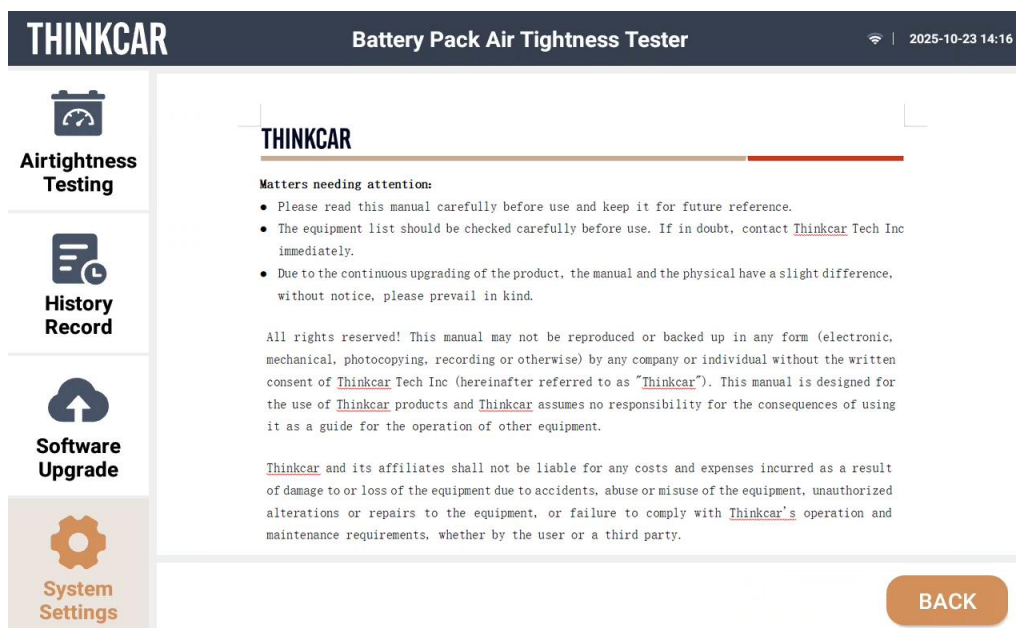 THINKCAR
Battery Pack Air Tightness Tester
2025-10-23 14:16
Airtightness
Testing
History
Record
Software
Upgrade
System
Settings
THINKCAR
Matters needing attention:
● Please read this manual carefully before use and keep it for future reference.
● The equipment list should be checked carefully before use. If in doubt, contact Thinkcar Tech Inc
immediately.
● Due to the continuous upgrading of the product, the manual and the physical have a slight difference,
without notice, please prevail in kind.
All rights reserved! This manual may not be reproduced or backed up in any form (electronic,
mechanical, photocopying, recording or otherwise) by any company or individual without the written
consent of Thinkcar Tech Inc (hereinafter referred to as "Thinkcar"). This manual is designed for
the use of Thinkcar products and Thinkcar assumes no responsibility for the consequences of using
it as a guide for the operation of other equipment.
Thinkcar and its affiliates shall not be liable for any costs and expenses incurred as a result
of damage to or loss of the equipment due to accidents, abuse or misuse of the equipment, unauthorized
alterations or repairs to the equipment, or failure to comply with Thinkcar's operation and
maintenance requirements, whether by the user or a third party.
BACK